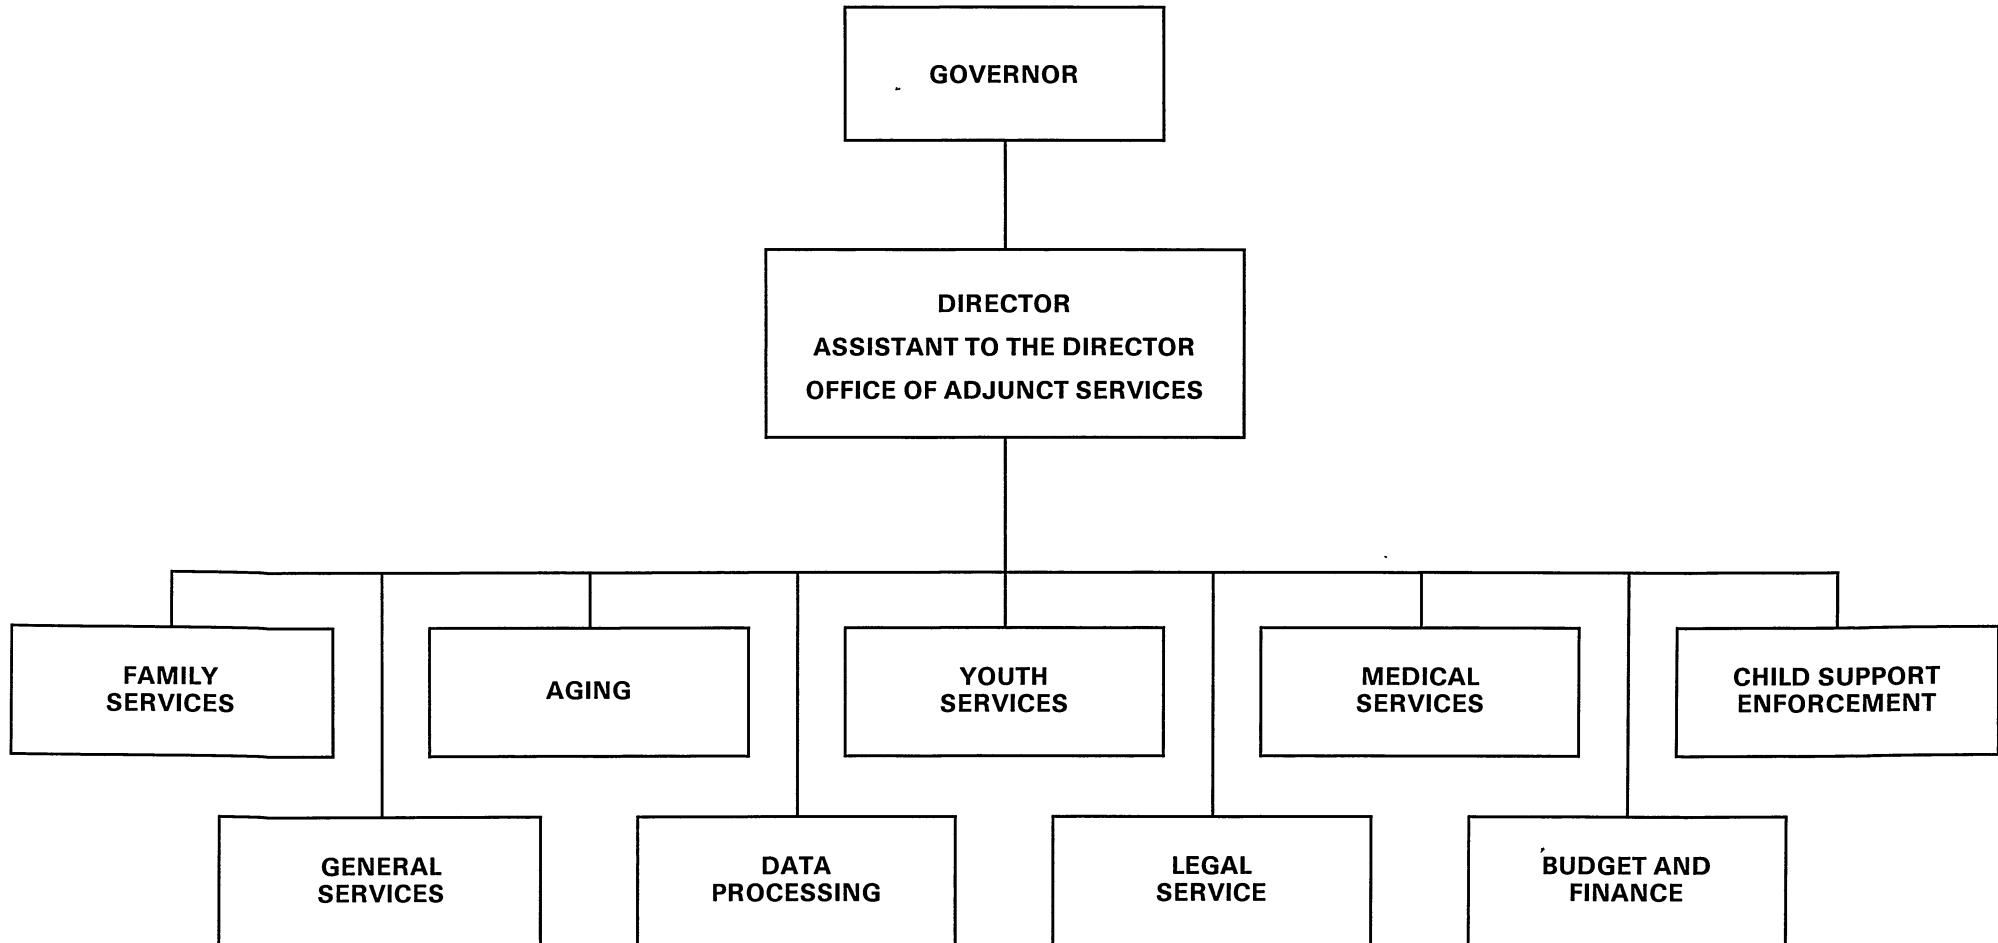 GOVERNOR
DIRECTOR
ASSISTANT TO THE DIRECTOR
OFFICE OF ADJUNCT SERVICES
FAMILY
SERVICES
AGING
YOUTH
SERVICES
MEDICAL
SERVICES
CHILD SUPPORT
ENFORCEMENT
GENERAL
SERVICES
DATA
PROCESSING
LEGAL
SERVICE
BUDGET AND
FINANCE